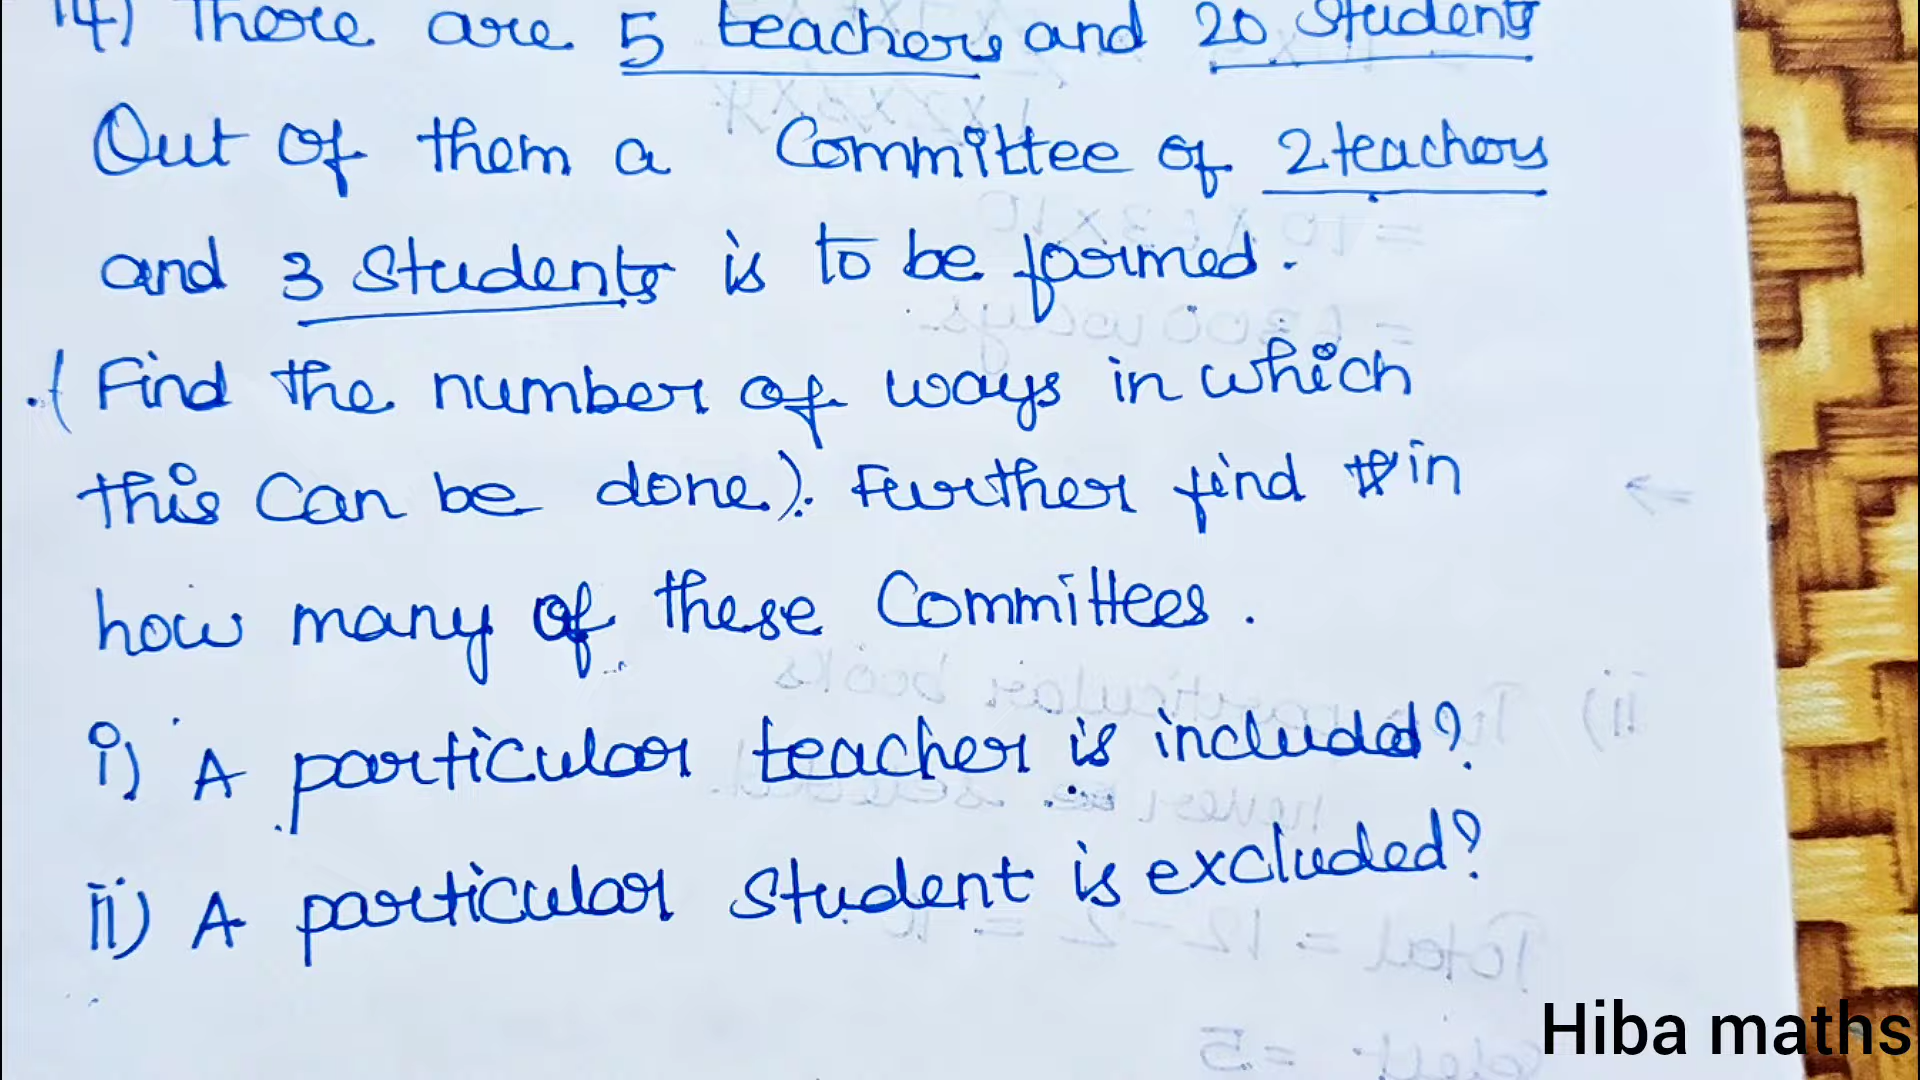 14) There are 5 teachers and 20 students
Out of them a Committee of 2 teachers
and 3 Students is to be formed.
(Find the number of ways in which
this Can be done). Further find in
how many of these Committees.
i) A particular teacher is included?
ii) A particular Student is excluded?
Hiba maths